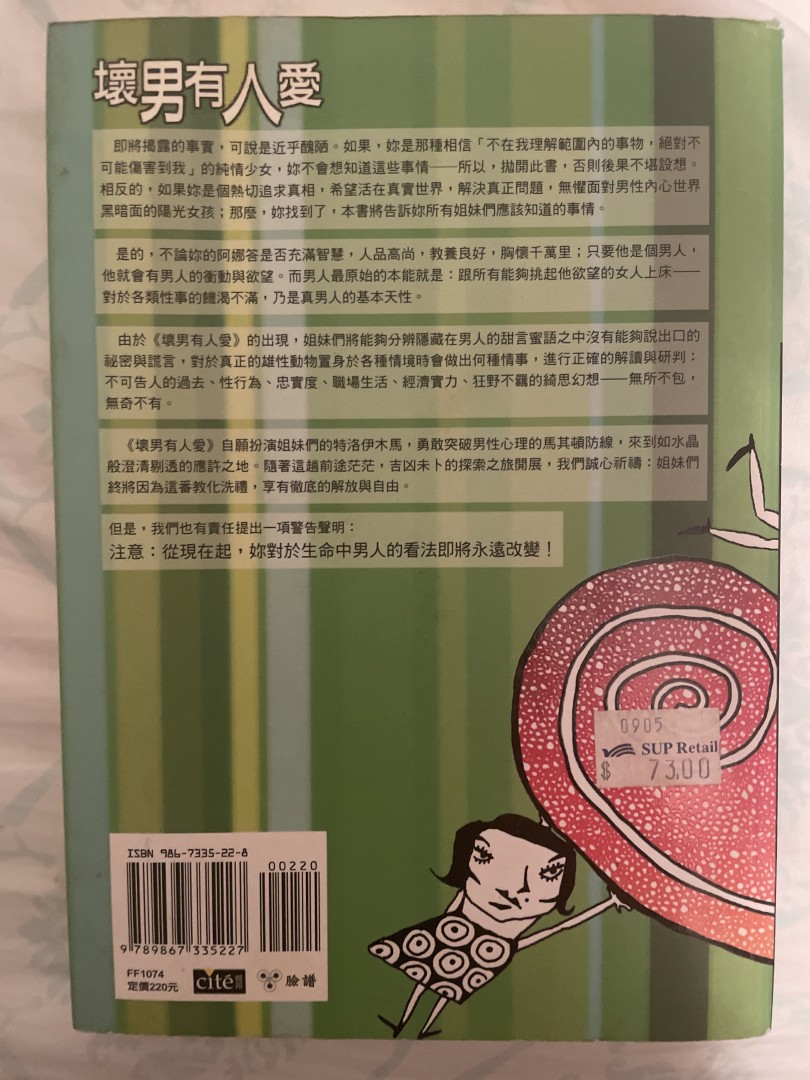 壞男有人愛
即將揭露的事實，可說是近乎醜陋。如果，妳是那種相信「不在我理解範圍內的事物，絕對不
可能傷害到我」的純情少女，妳不會想知道這些事情——所以，拋開此書，否則後果不堪設想。
相反的，如果妳是個熱切追求真相，希望活在真實世界，解決真正問題，無懼面對男性內心世界
黑暗面的陽光女孩；那麼，妳找到了，本書將告訴妳所有姐妹們應該知道的事情。
是的，不論妳的阿娜答是否充滿智慧，人品高尚，教養良好，胸懷千萬里；只要他是個男人，
他就會有男人的衝動與欲望。而男人最原始的本能就是：跟所有能夠挑起他欲望的女人上床——
對於各類性事的饑渴不滿，乃是真男人的基本天性。
由於《壞男有人愛》的出現，姐妹們將能夠分辨隱藏在男人的甜言蜜語之中沒有能夠說出口的
祕密與謊言，對於真正的雄性動物置身於各種情境時會做出何種情事，進行正確的解讀與研判：
不可告人的過去、性行為、忠實度、職場生活、經濟實力、狂野不羈的綺思幻想——無所不包，
無奇不有。
《壞男有人愛》自願扮演姐妹們的特洛伊木馬，勇敢突破男性心理的馬其頓防線，來到如水晶
般澄清剔透的應許之地。隨著這趟前途茫茫，吉凶未卜的探索之旅開展，我們誠心祈禱：姐妹們
終將因為這番教化洗禮，享有徹底的解放與自由。
但是，我們也有責任提出一項警告聲明：
注意：從現在起，妳對於生命中男人的看法即將永遠改變！
0905
SUP Retail
$ 73.00
ISBN 986-7335-22-8
00220
9 789867 335227
FF1074
定價220元
cité城邦
臉譜